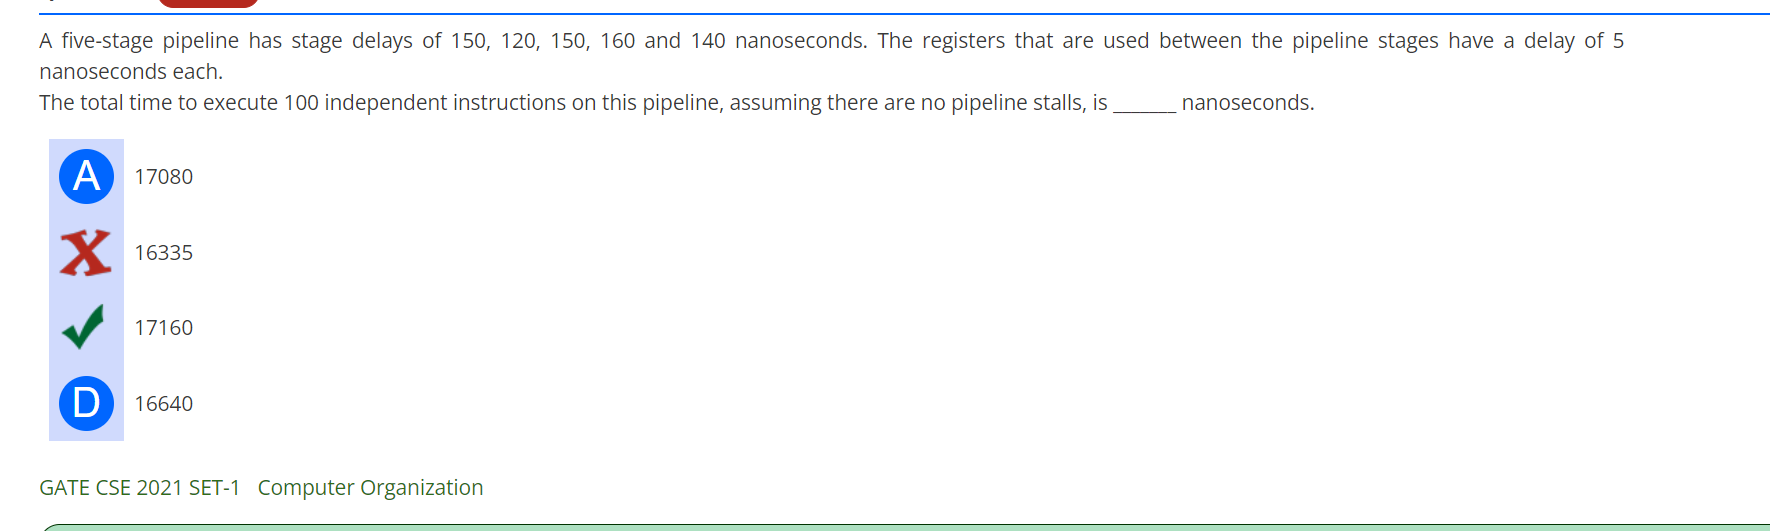 A five-stage pipeline has stage delays of 150, 120, 150, 160 and 140 nanoseconds. The registers that are used between the pipeline stages have a delay of 5
nanoseconds each.
The total time to execute 100 independent instructions on this pipeline, assuming there are no pipeline stalls, is _______ nanoseconds.
A 17080
16335
17160
D 16640
GATE CSE 2021 SET-1 Computer Organization